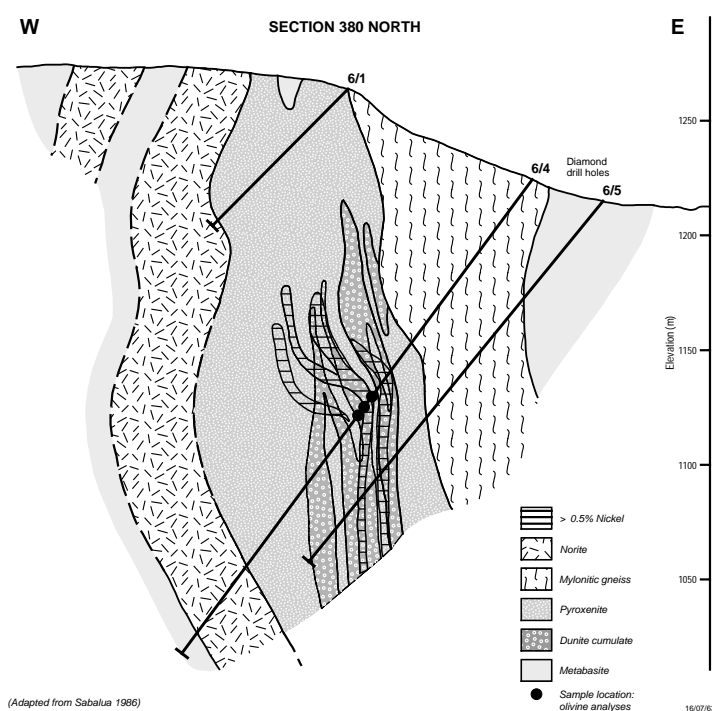 W
SECTION 380 NORTH
E
6/1
1250
6/4
Diamond
drill holes
6/5
1200
Elevation (m)
1150
1100
1050
> 0.5% Nickel
Norite
Mylonitic gneiss
Pyroxenite
Dunite cumulate
Metabasite
Sample location:
olivine analyses
(Adapted from Sabalua 1986)